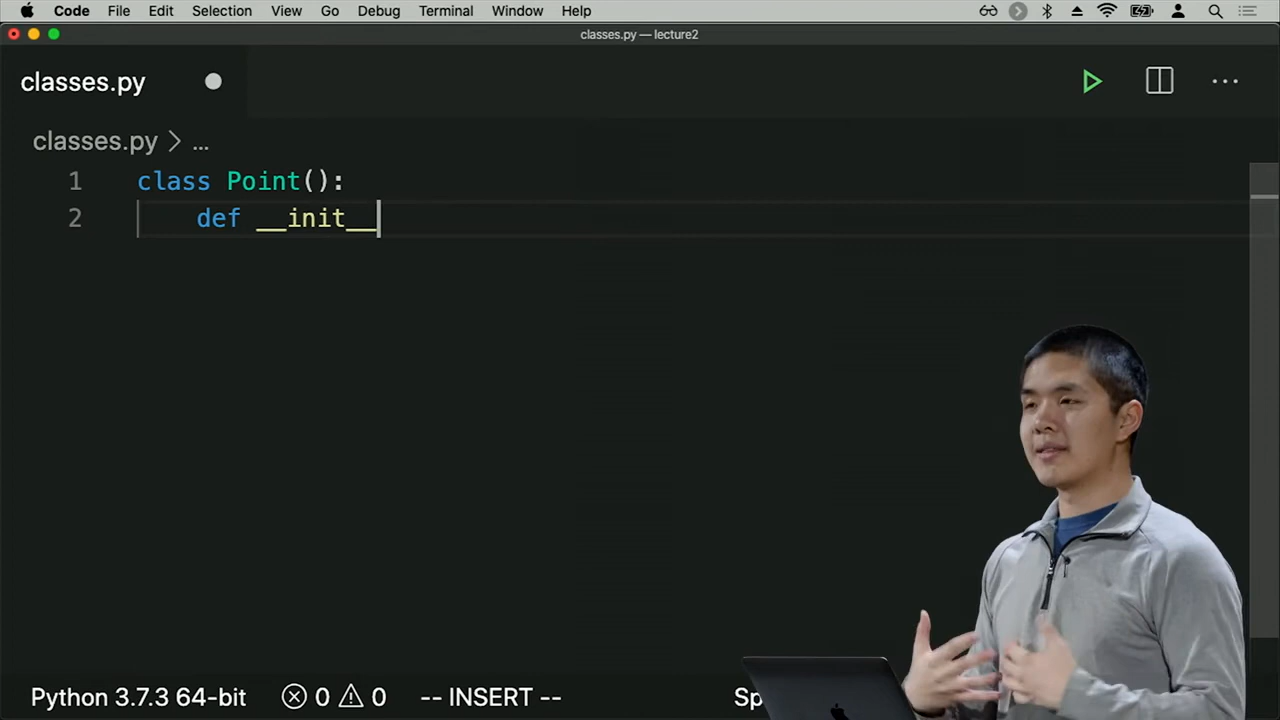 Code File Edit Selection View Go Debug Terminal Window Help
classes.py — lecture2
classes.py
classes.py > ...
1 class Point():
2 def __init__
Python 3.7.3 64-bit 0 0 -- INSERT -- Sp